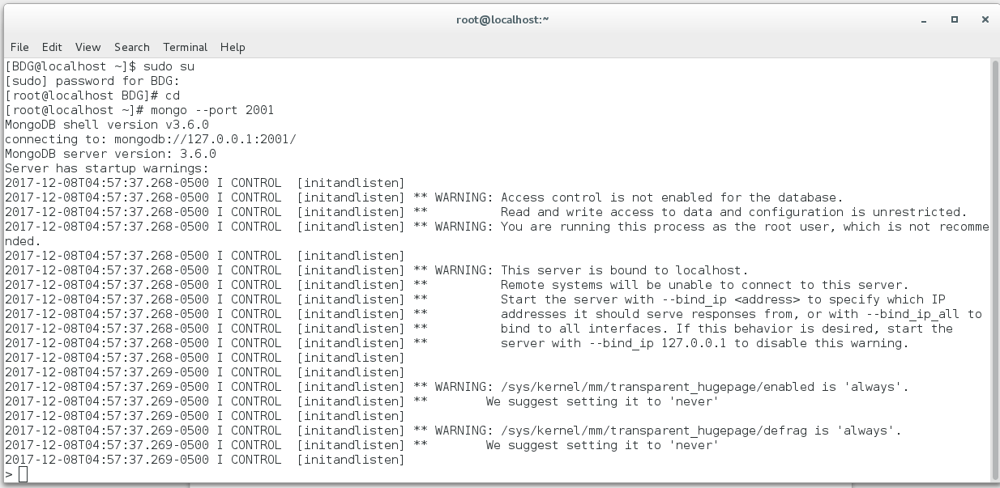 root@localhost:~
File Edit View Search Terminal Help
[BDG@localhost ~]$ sudo su
[sudo] password for BDG:
[root@localhost BDG]# cd
[root@localhost ~]# mongo --port 2001
MongoDB shell version v3.6.0
connecting to: mongodb://127.0.0.1:2001/
MongoDB server version: 3.6.0
Server has startup warnings:
2017-12-08T04:57:37.268-0500 I CONTROL  [initandlisten]
2017-12-08T04:57:37.268-0500 I CONTROL  [initandlisten] ** WARNING: Access control is not enabled for the database.
2017-12-08T04:57:37.268-0500 I CONTROL  [initandlisten] **          Read and write access to data and configuration is unrestricted.
2017-12-08T04:57:37.268-0500 I CONTROL  [initandlisten] ** WARNING: You are running this process as the root user, which is not recomme
nded.
2017-12-08T04:57:37.268-0500 I CONTROL  [initandlisten]
2017-12-08T04:57:37.268-0500 I CONTROL  [initandlisten] ** WARNING: This server is bound to localhost.
2017-12-08T04:57:37.268-0500 I CONTROL  [initandlisten] **          Remote systems will be unable to connect to this server.
2017-12-08T04:57:37.268-0500 I CONTROL  [initandlisten] **          Start the server with --bind_ip <address> to specify which IP
2017-12-08T04:57:37.268-0500 I CONTROL  [initandlisten] **          addresses it should serve responses from, or with --bind_ip_all to
2017-12-08T04:57:37.268-0500 I CONTROL  [initandlisten] **          bind to all interfaces. If this behavior is desired, start the
2017-12-08T04:57:37.268-0500 I CONTROL  [initandlisten] **          server with --bind_ip 127.0.0.1 to disable this warning.
2017-12-08T04:57:37.268-0500 I CONTROL  [initandlisten]
2017-12-08T04:57:37.269-0500 I CONTROL  [initandlisten]
2017-12-08T04:57:37.269-0500 I CONTROL  [initandlisten] ** WARNING: /sys/kernel/mm/transparent_hugepage/enabled is 'always'.
2017-12-08T04:57:37.269-0500 I CONTROL  [initandlisten] **        We suggest setting it to 'never'
2017-12-08T04:57:37.269-0500 I CONTROL  [initandlisten]
2017-12-08T04:57:37.269-0500 I CONTROL  [initandlisten] ** WARNING: /sys/kernel/mm/transparent_hugepage/defrag is 'always'.
2017-12-08T04:57:37.269-0500 I CONTROL  [initandlisten] **        We suggest setting it to 'never'
2017-12-08T04:57:37.269-0500 I CONTROL  [initandlisten]
>